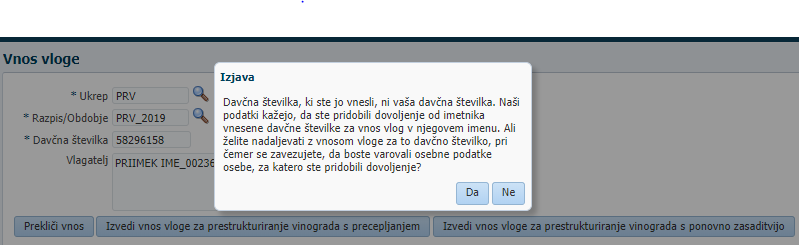 Vnos vloge
* Ukrep PRV
* Razpis/Obdobje PRV_2019
* Davčna številka 58296158
Vlagatelj PRIIMEK IME_00236
Izjava
Davčna številka, ki ste jo vnesli, ni vaša davčna številka. Naši
podatki kažejo, da ste pridobili dovoljenje od imetnika
vnesene davčne številke za vnos vlog v njegovem imenu. Ali
želite nadaljevati z vnosom vloge za to davčno številko, pri
čemer se zavezujete, da boste varovali osebne podatke
osebe, za katero ste pridobili dovoljenje?
Da Ne
Prekliči vnos Izvedi vnos vloge za prestrukturiranje vinograda s precepljanjem Izvedi vnos vloge za prestrukturiranje vinograda s ponovno zasaditvijo